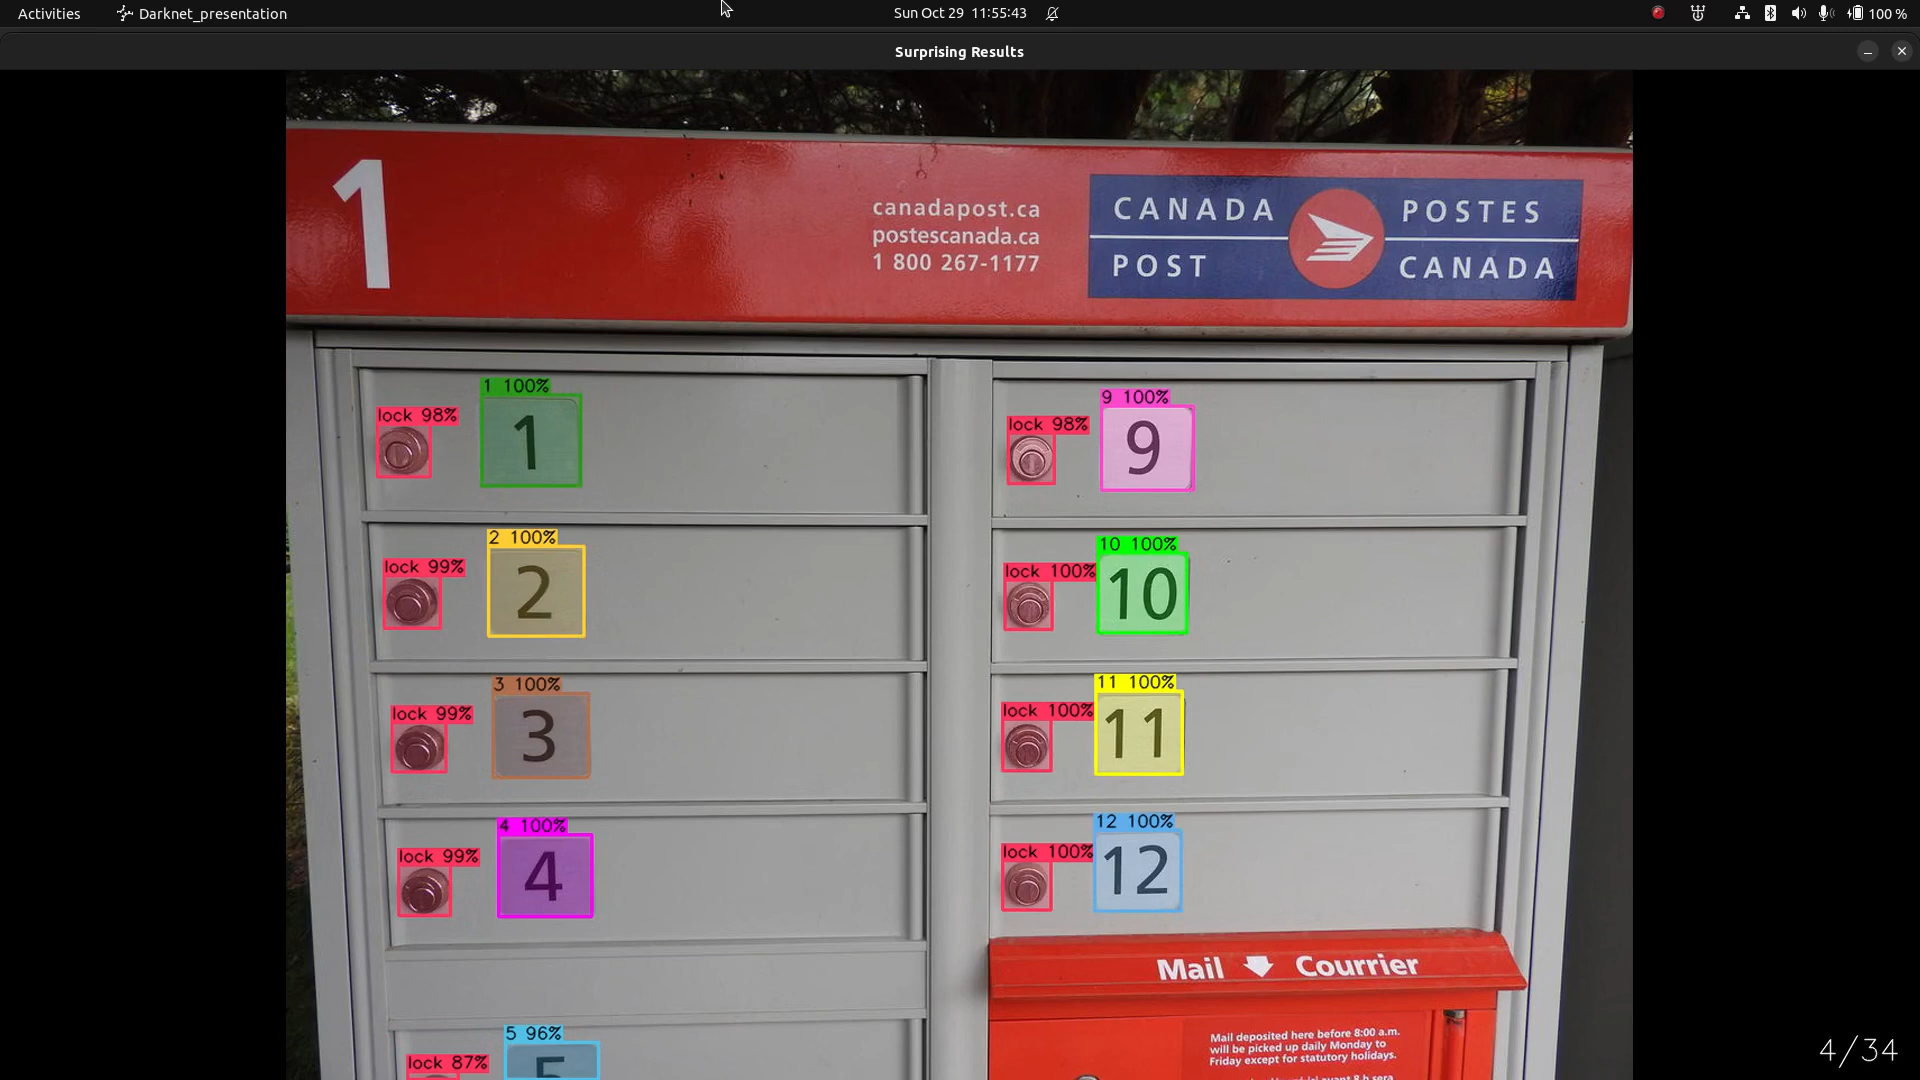 Activities
Darknet_presentation
Sun Oct 29 11:55:43
100 %
Surprising Results
1
canadapost.ca
postescanada.ca
1 800 267-1177
CANADA
POST
POSTES
CANADA
1 100%
lock 98%
1
9 100%
lock 98%
9
2 100%
lock 99%
2
10 100%
lock 100%
10
3 100%
lock 99%
3
11 100%
lock 100%
11
4 100%
lock 99%
4
12 100%
lock 100%
12
Mail Courrier
5 96%
lock 87%
5
Mail deposited here before 8:00 a.m.
will be picked up daily Monday to
Friday except for statutory holidays.
4/34